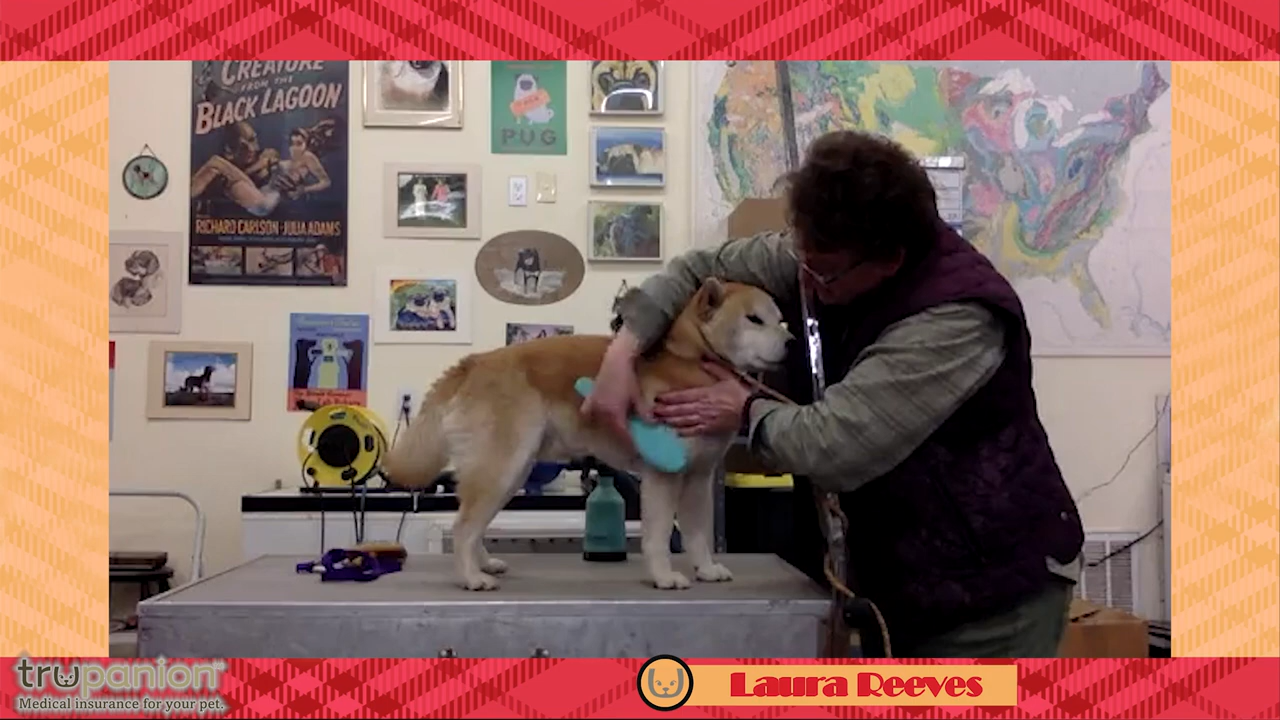 CREATURE
FROM THE
BLACK LAGOON
RICHARD CARLSON · JULIA ADAMS
PUG
trupanion
Medical insurance for your pet.
Laura Reeves